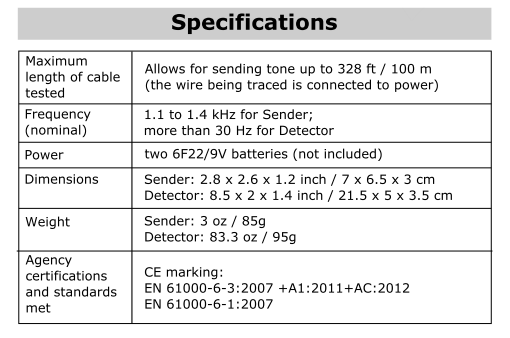 Specifications
Maximum
length of cable
tested
Allows for sending tone up to 328 ft / 100 m
(the wire being traced is connected to power)
Frequency
(nominal)
1.1 to 1.4 kHz for Sender;
more than 30 Hz for Detector
Power
two 6F22/9V batteries (not included)
Dimensions
Sender: 2.8 x 2.6 x 1.2 inch / 7 x 6.5 x 3 cm
Detector: 8.5 x 2 x 1.4 inch / 21.5 x 5 x 3.5 cm
Weight
Sender: 3 oz / 85g
Detector: 83.3 oz / 95g
Agency
certifications
and standards
met
CE marking:
EN 61000-6-3:2007 +A1:2011+AC:2012
EN 61000-6-1:2007